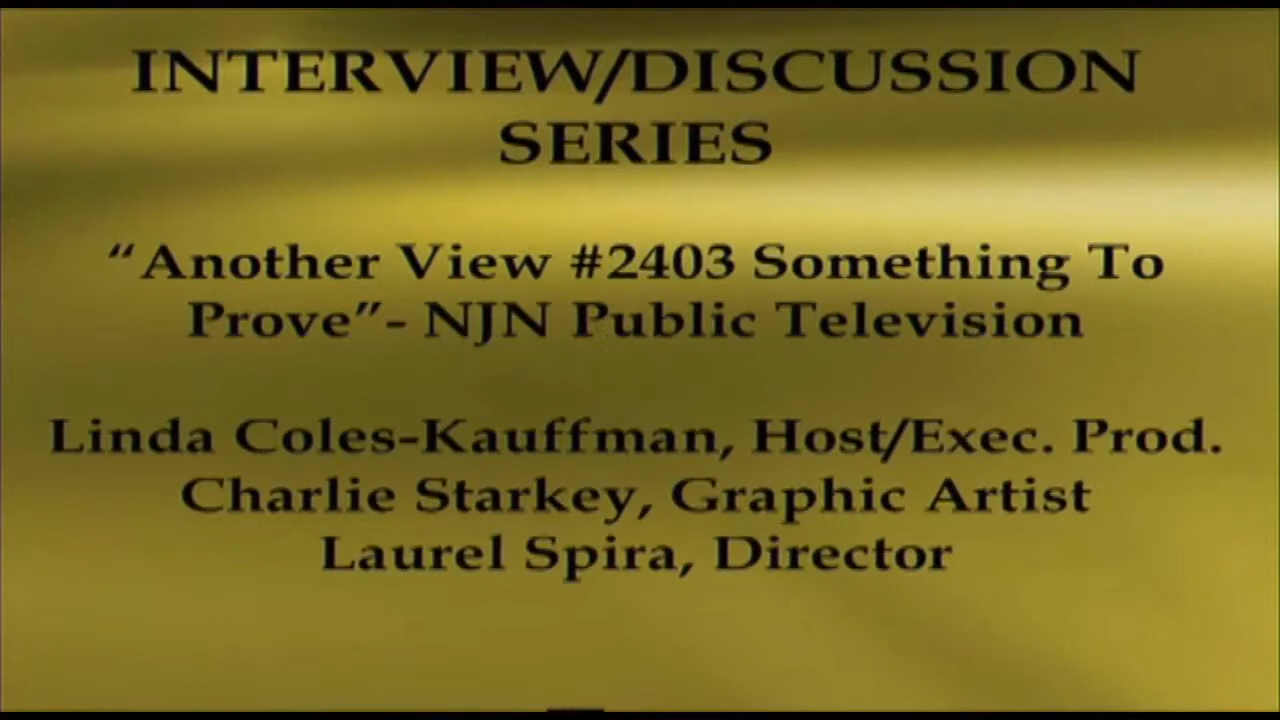 INTERVIEW/DISCUSSION
SERIES
“Another View #2403 Something To
Prove”- NJN Public Television
Linda Coles-Kauffman, Host/Exec. Prod.
Charlie Starkey, Graphic Artist
Laurel Spira, Director